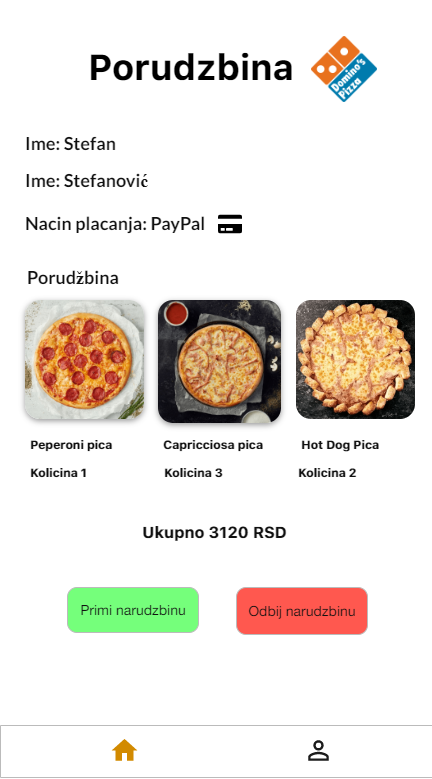 Porudzbina
Domino's
Pizza
Ime: Stefan
Ime: Stefanović
Nacin placanja: PayPal
Porudžbina
Peperoni pica
Capricciosa pica
Hot Dog Pica
Kolicina 1
Kolicina 3
Kolicina 2
Ukupno 3120 RSD
Primi narudzbinu
Odbij narudzbinu